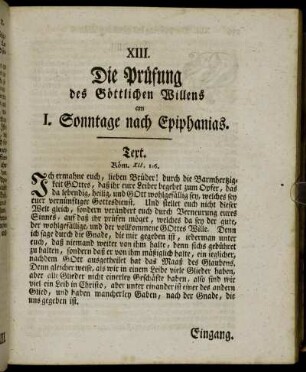 XIII.
Die Prüfung
des Göttlichen Willens
am
I. Sonntage nach Epiphanias.
Text.
Röm. XII. 1-6.
Ich ermahne euch, lieben Brüder! durch die Barmherzig-
keit GOttes, daß ihr eure Leiber begebet zum Opfer, das
da lebendig, heilig, und GOtt wohlgefällig sey, welches sey
euer vernünftiger Gottesdienst. Und stellet euch nicht dieser
Welt gleich, sondern verändert euch durch Verneurung eures
Sinnes, auf daß ihr prüfen möget, welches da sey der gute,
der wohlgefällige, und der vollkommene GOttes Wille. Denn
ich sage durch die Gnade, die mir gegeben ist, jederman unter
euch, daß niemand weiter von ihm halte, denn sichs gebühret
zu halten, sondern daß er von ihm mäßiglich halte, ein ieglicher,
nachdem GOtt ausgetheilet hat das Maaß des Glaubens.
Denn gleicher weise, als wir in einem Leibe viele Glieder haben,
aber alle Glieder nicht einerley Geschäfte haben, also sind wir
viel ein Leib in Christo, aber unter einander ist einer des andern
Glied, und haben mancherley Gaben, nach der Gnade, die
uns gegeben ist.
Eingang.